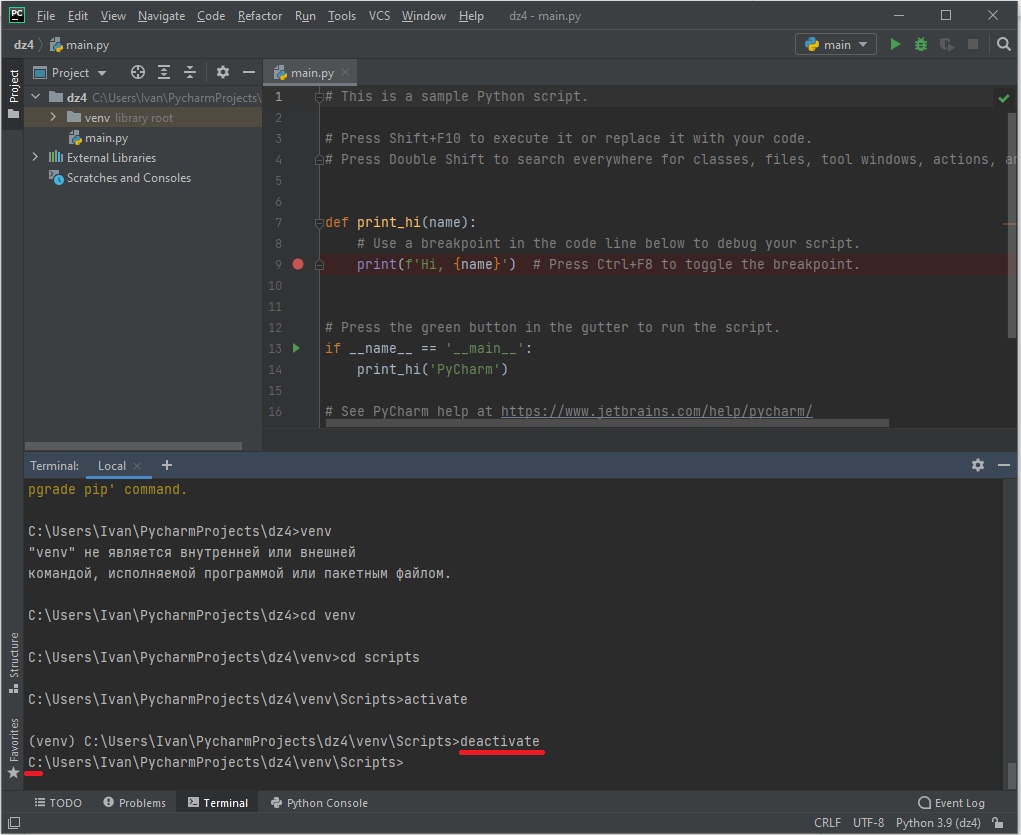 PC File Edit View Navigate Code Refactor Run Tools VCS Window Help dz4 - main.py
dz4 main.py main
Project
Project
main.py
dz4 C:\Users\Ivan\PycharmProjects\
venv library root
main.py
External Libraries
Scratches and Consoles
1 # This is a sample Python script.
2
3 # Press Shift+F10 to execute it or replace it with your code.
4 # Press Double Shift to search everywhere for classes, files, tool windows, actions,
5
6
7 def print_hi(name):
8 # Use a breakpoint in the code line below to debug your script.
9 print(f'Hi, {name}') # Press Ctrl+F8 to toggle the breakpoint.
10
11
12 # Press the green button in the gutter to run the script.
13 if __name__ == '__main__':
14 print_hi('PyCharm')
15
16 # See PyCharm help at https://www.jetbrains.com/help/pycharm/
Terminal: Local
pgrade pip' command.
C:\Users\Ivan\PycharmProjects\dz4>venv
"venv" не является внутренней или внешней
командой, исполняемой программой или пакетным файлом.
C:\Users\Ivan\PycharmProjects\dz4>cd venv
C:\Users\Ivan\PycharmProjects\dz4\venv>cd scripts
C:\Users\Ivan\PycharmProjects\dz4\venv\Scripts>activate
(venv) C:\Users\Ivan\PycharmProjects\dz4\venv\Scripts>deactivate
C:\Users\Ivan\PycharmProjects\dz4\venv\Scripts>
Structure
Favorites
TODO Problems Terminal Python Console Event Log
CRLF UTF-8 Python 3.9 (dz4)